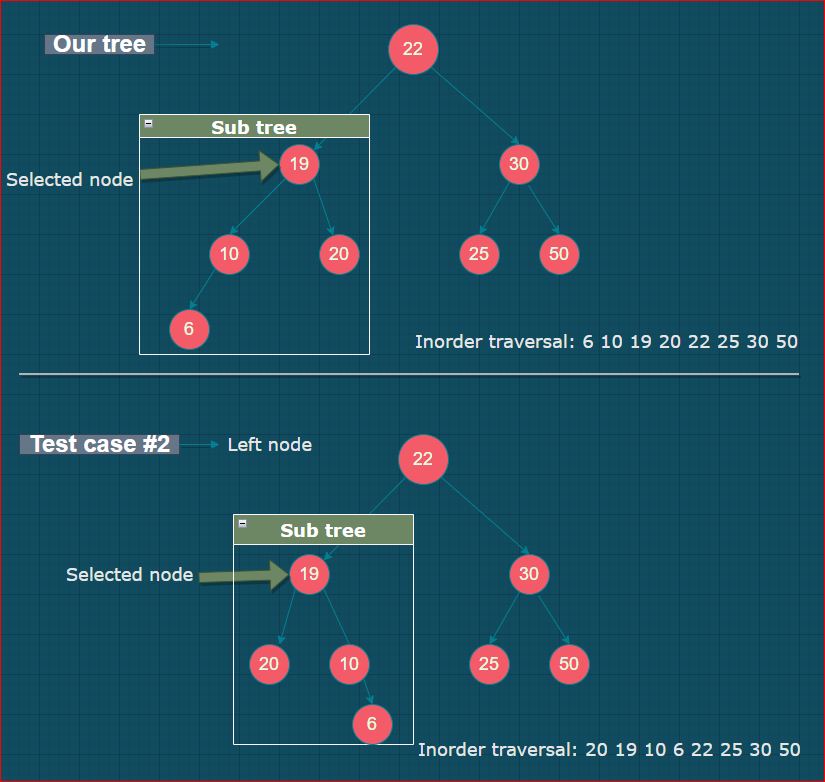 Our tree
22
Sub tree
Selected node
19
30
10
20
25
50
6
Inorder traversal: 6 10 19 20 22 25 30 50
Test case #2
Left node
22
Sub tree
Selected node
19
30
20
10
25
50
6
Inorder traversal: 20 19 10 6 22 25 30 50